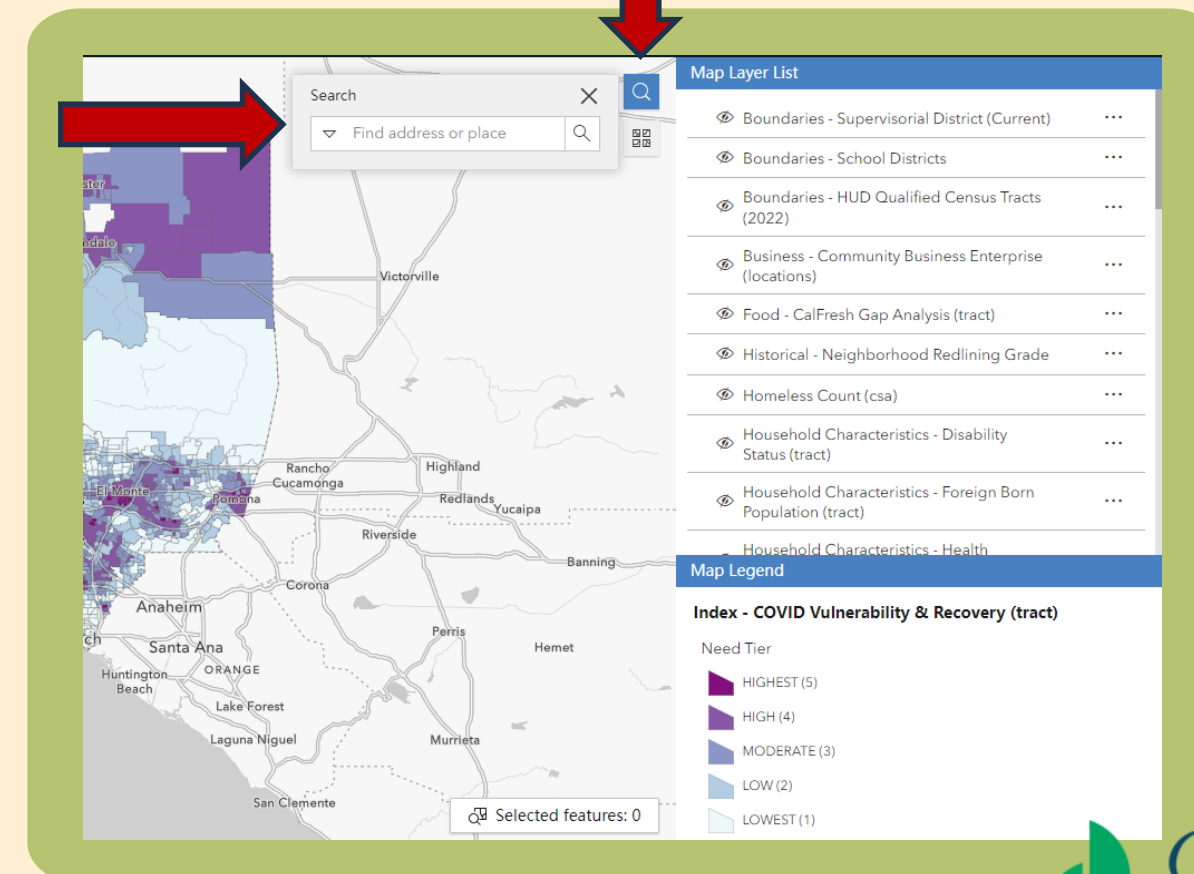 Search
Find address or place
Victorville
Rancho
Cucamonga
Highland
El Monte
Pomona
Redlands
Yucaipa
Riverside
Banning
Corona
Anaheim
Perris
Santa Ana
Hemet
ORANGE
Huntington
Beach
Lake Forest
Laguna Niguel
Murrieta
San Clemente
Selected features: 0
Map Layer List
Boundaries - Supervisorial District (Current)
Boundaries - School Districts
Boundaries - HUD Qualified Census Tracts
(2022)
Business - Community Business Enterprise
(locations)
Food - CalFresh Gap Analysis (tract)
Historical - Neighborhood Redlining Grade
Homeless Count (csa)
Household Characteristics - Disability
Status (tract)
Household Characteristics - Foreign Born
Population (tract)
Household Characteristics - Health
Map Legend
Index - COVID Vulnerability & Recovery (tract)
Need Tier
HIGHEST (5)
HIGH (4)
MODERATE (3)
LOW (2)
LOWEST (1)